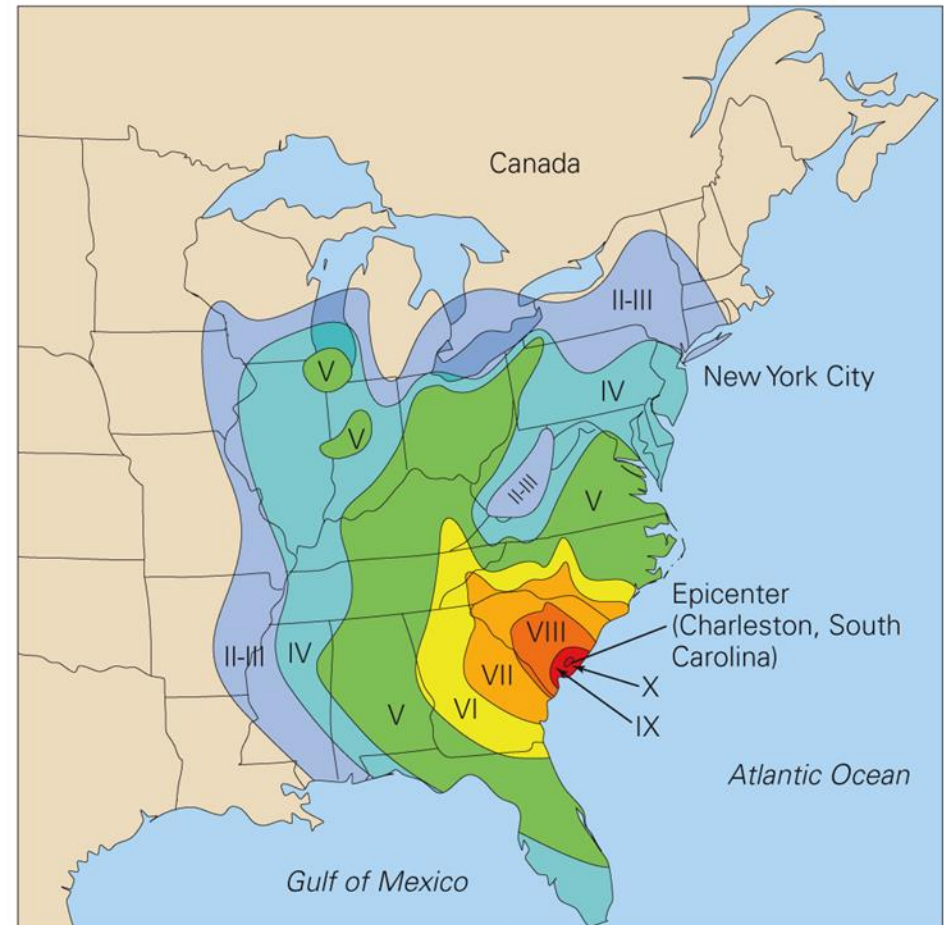 Canada
II-III
V
New York City
IV
V
II-III
V
Epicenter
(Charleston, South
Carolina)
VIII
II-III
IV
VII
X
V
VI
IX
Atlantic Ocean
Gulf of Mexico